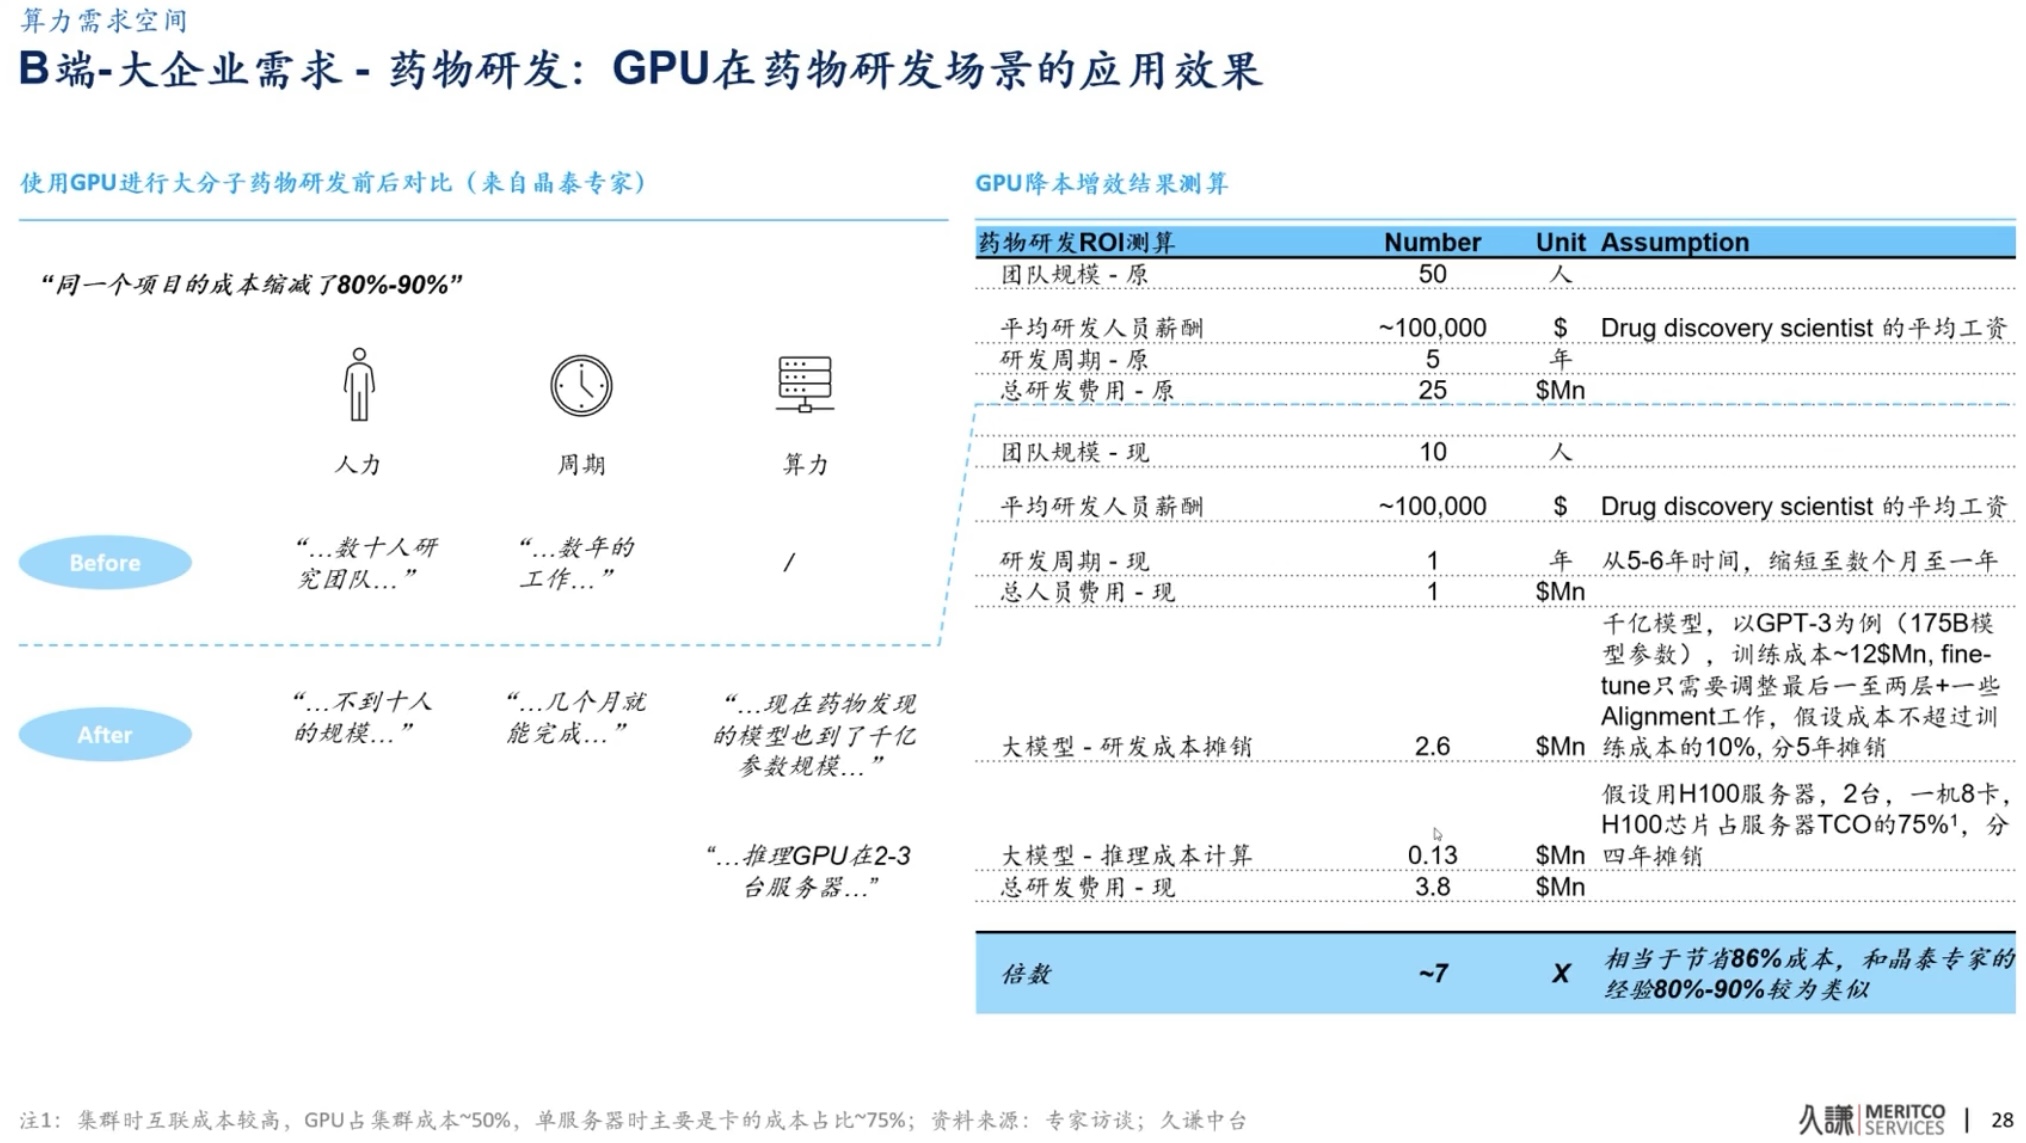 算力需求空间
B端-大企业需求 - 药物研发：GPU在药物研发场景的应用效果
使用GPU进行大分子药物研发前后对比（来自晶泰专家）
“同一个项目的成本缩减了80%-90%”
人力 周期 算力
Before
“…数十人研
究团队…”
“…数年的
工作…”
/
After
“…不到十人
的规模…”
“…几个月就
能完成…”
“…现在药物发现
的模型也到了千亿
参数规模…”
“…推理GPU在2-3
台服务器…”
GPU降本增效结果测算
药物研发ROI测算 Number Unit Assumption
团队规模 - 原 50 人
平均研发人员薪酬 ~100,000 $ Drug discovery scientist 的平均工资
研发周期 - 原 5 年
总研发费用 - 原 25 $Mn
团队规模 - 现 10 人
平均研发人员薪酬 ~100,000 $ Drug discovery scientist 的平均工资
研发周期 - 现 1 年 从5-6年时间，缩短至数个月至一年
总人员费用 - 现 1 $Mn
千亿模型，以GPT-3为例（175B模
型参数），训练成本~12$Mn, fine-
tune只需要调整最后一至两层+一些
Alignment工作，假设成本不超过训
大模型 - 研发成本摊销 2.6 $Mn 练成本的10%, 分5年摊销
假设用H100服务器，2台，一机8卡，
H100芯片占服务器TCO的75%¹，分
大模型 - 推理成本计算 0.13 $Mn 四年摊销
总研发费用 - 现 3.8 $Mn
倍数 ~7 X 相当于节省86%成本，和晶泰专家的
经验80%-90%较为类似
注1：集群时互联成本较高，GPU占集群成本~50%，单服务器时主要是卡的成本占比~75%；资料来源：专家访谈；久谦中台
久謙 MERITCO
SERVICES | 28